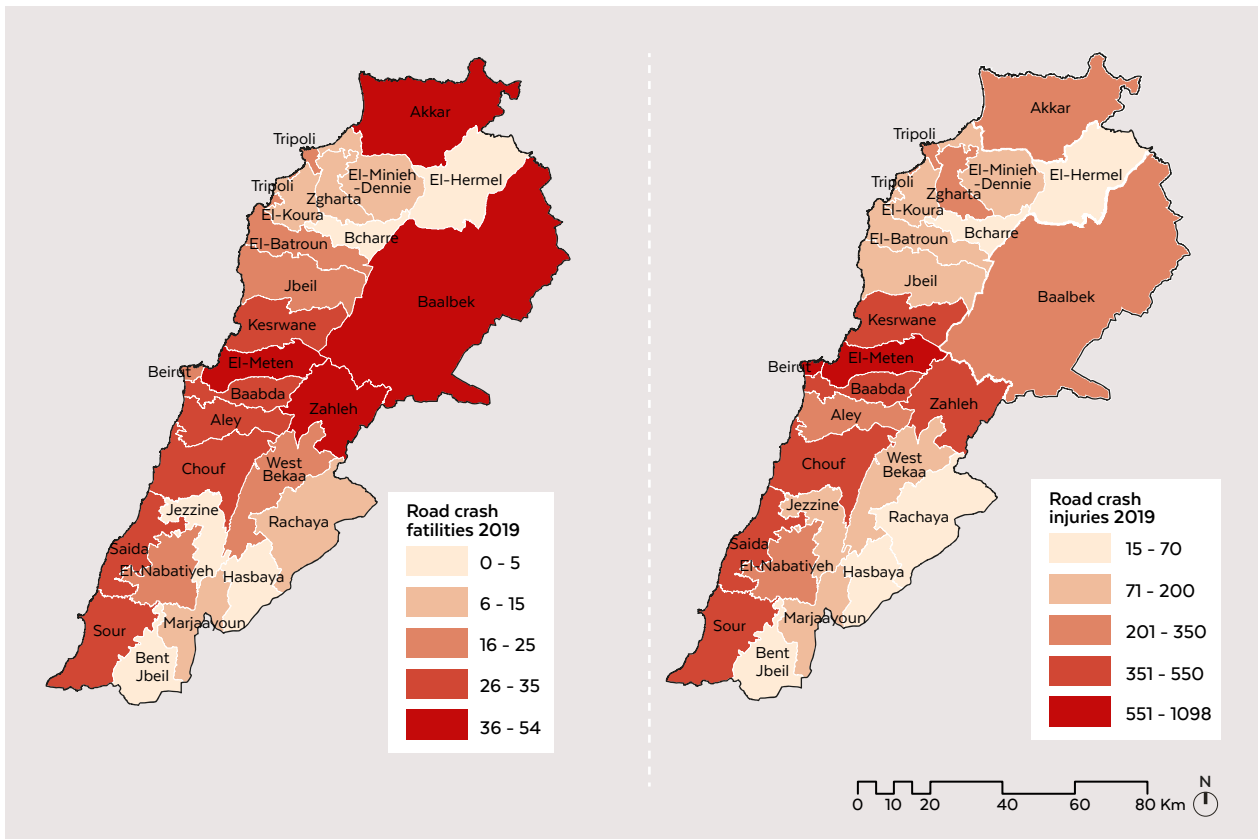 Akkar
Tripoli
El-Minieh
-Dennie
El-Hermel
Tripoli
Zgharta
El-Koura
Bcharre
El-Batroun
Jbeil
Baalbek
Kesrwane
El-Meten
Beirut
Baabda
Zahleh
Aley
Chouf
West
Bekaa
Jezzine
Rachaya
Saida
El-Nabatiyeh
Hasbaya
Marjaayoun
Sour
Bent
Jbeil
Road crash
fatilities 2019
0 - 5
6 - 15
16 - 25
26 - 35
36 - 54
Akkar
Tripoli
El-Minieh
-Dennie
El-Hermel
Tripoli
Zgharta
El-Koura
Bcharre
El-Batroun
Jbeil
Baalbek
Kesrwane
El-Meten
Beirut
Baabda
Zahleh
Aley
Chouf
West
Bekaa
Jezzine
Rachaya
Saida
El-Nabatiyeh
Hasbaya
Marjaayoun
Sour
Bent
Jbeil
Road crash
injuries 2019
15 - 70
71 - 200
201 - 350
351 - 550
551 - 1098
0 10 20 40 60 80 Km
N